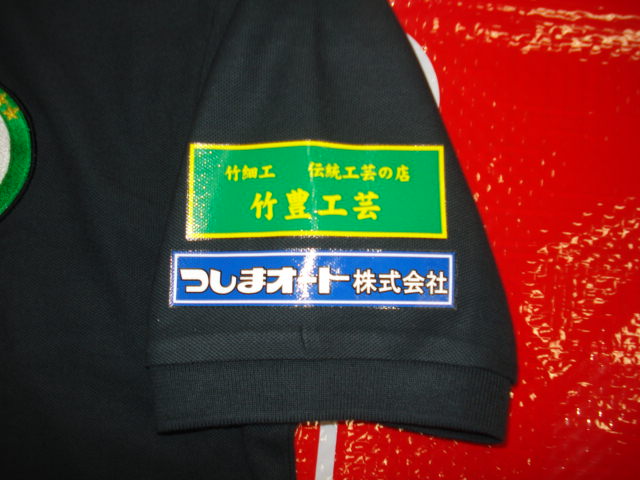 竹細工 伝統工芸の店
竹豊工芸
つしまオート株式会社